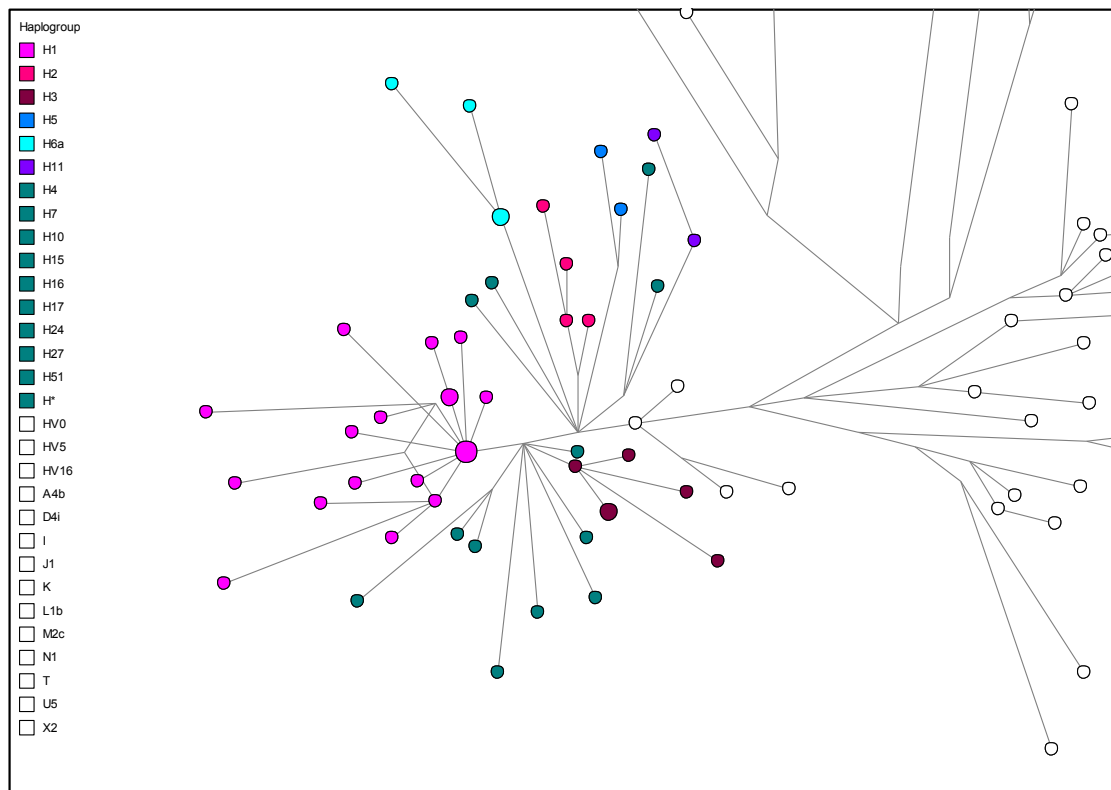 Haplogroup
H1
H2
H3
H5
H6a
H11
H4
H7
H10
H15
H16
H17
H24
H27
H51
H*
HV0
HV5
HV16
A4b
D4i
I
J1
K
L1b
M2c
N1
T
U5
X2